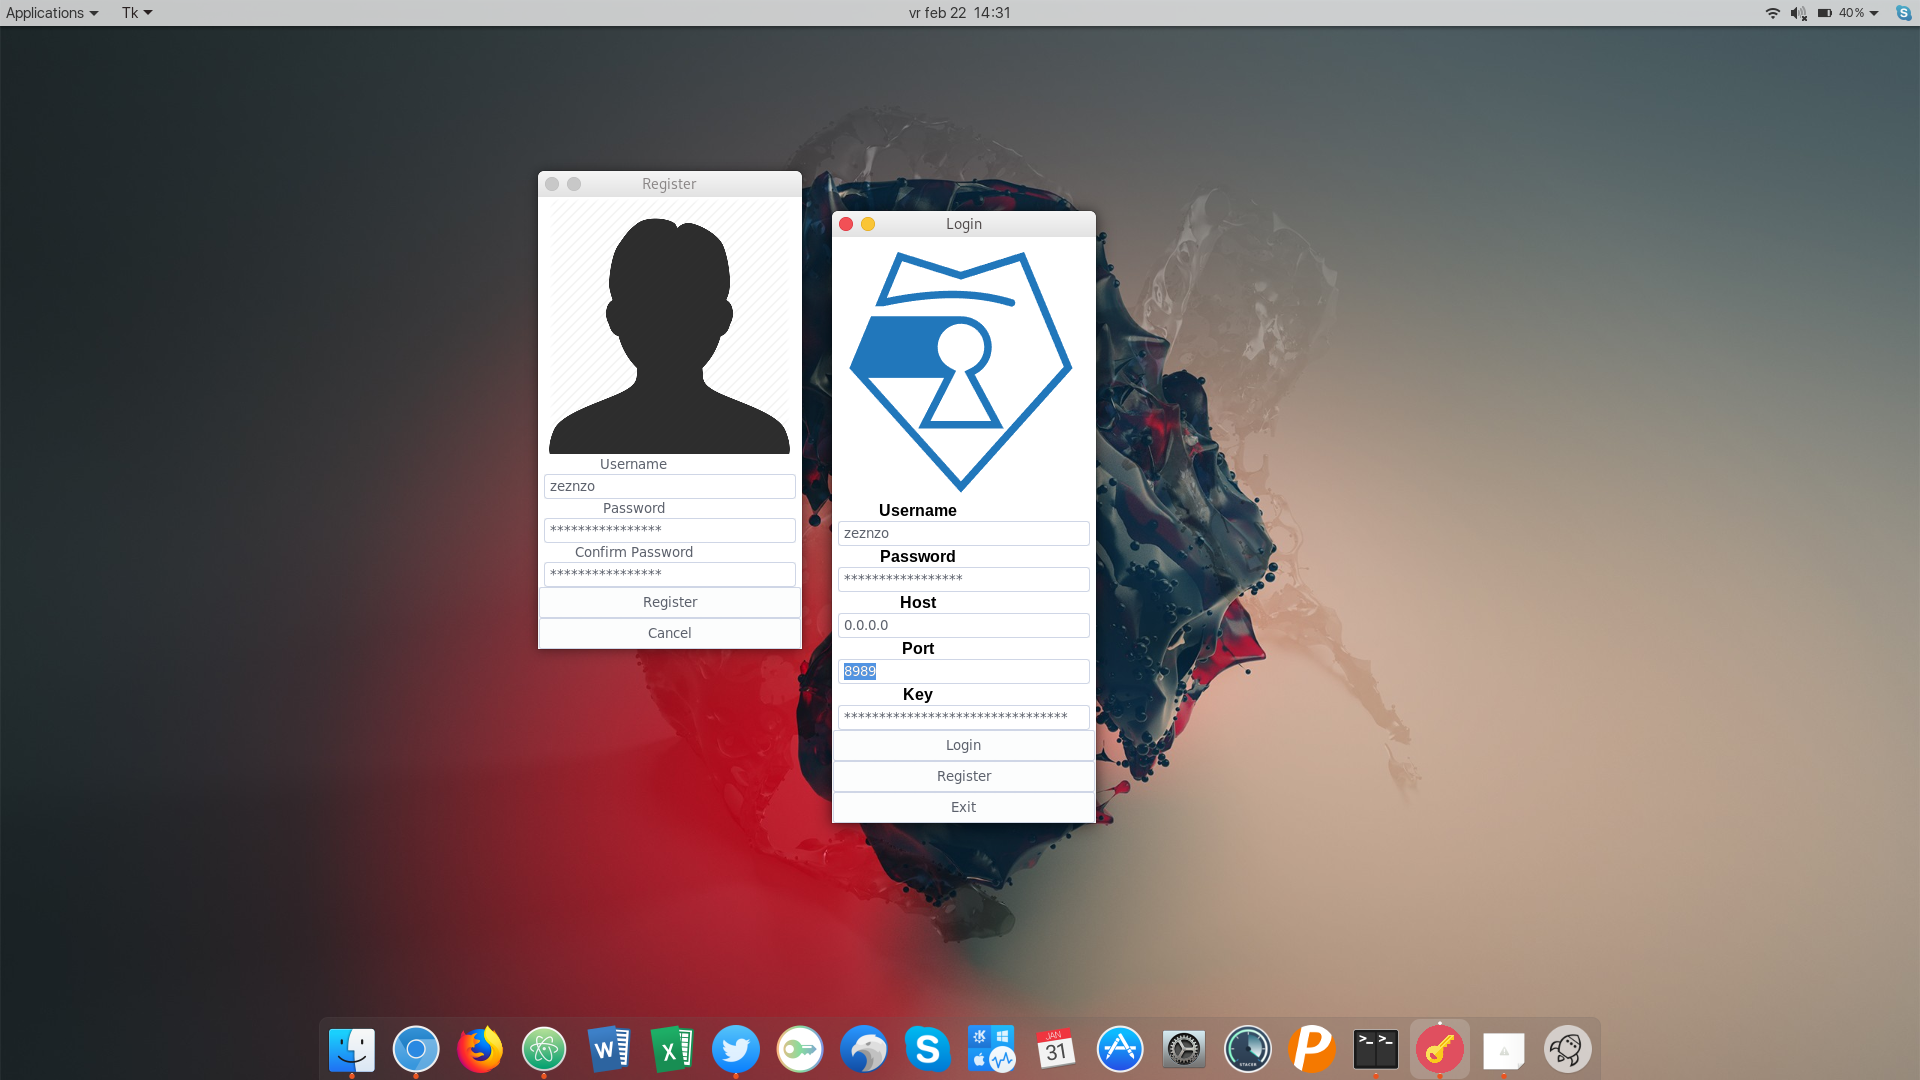 Applications Tk vr feb 22 14:31 40% S
Register
Username
zeznzo
Password
****************
Confirm Password
****************
Register
Cancel
Login
Username
zeznzo
Password
*****************
Host
0.0.0.0
Port
8989
Key
********************************
Login
Register
Exit
W X S JAN 31 STACER P >_ >_